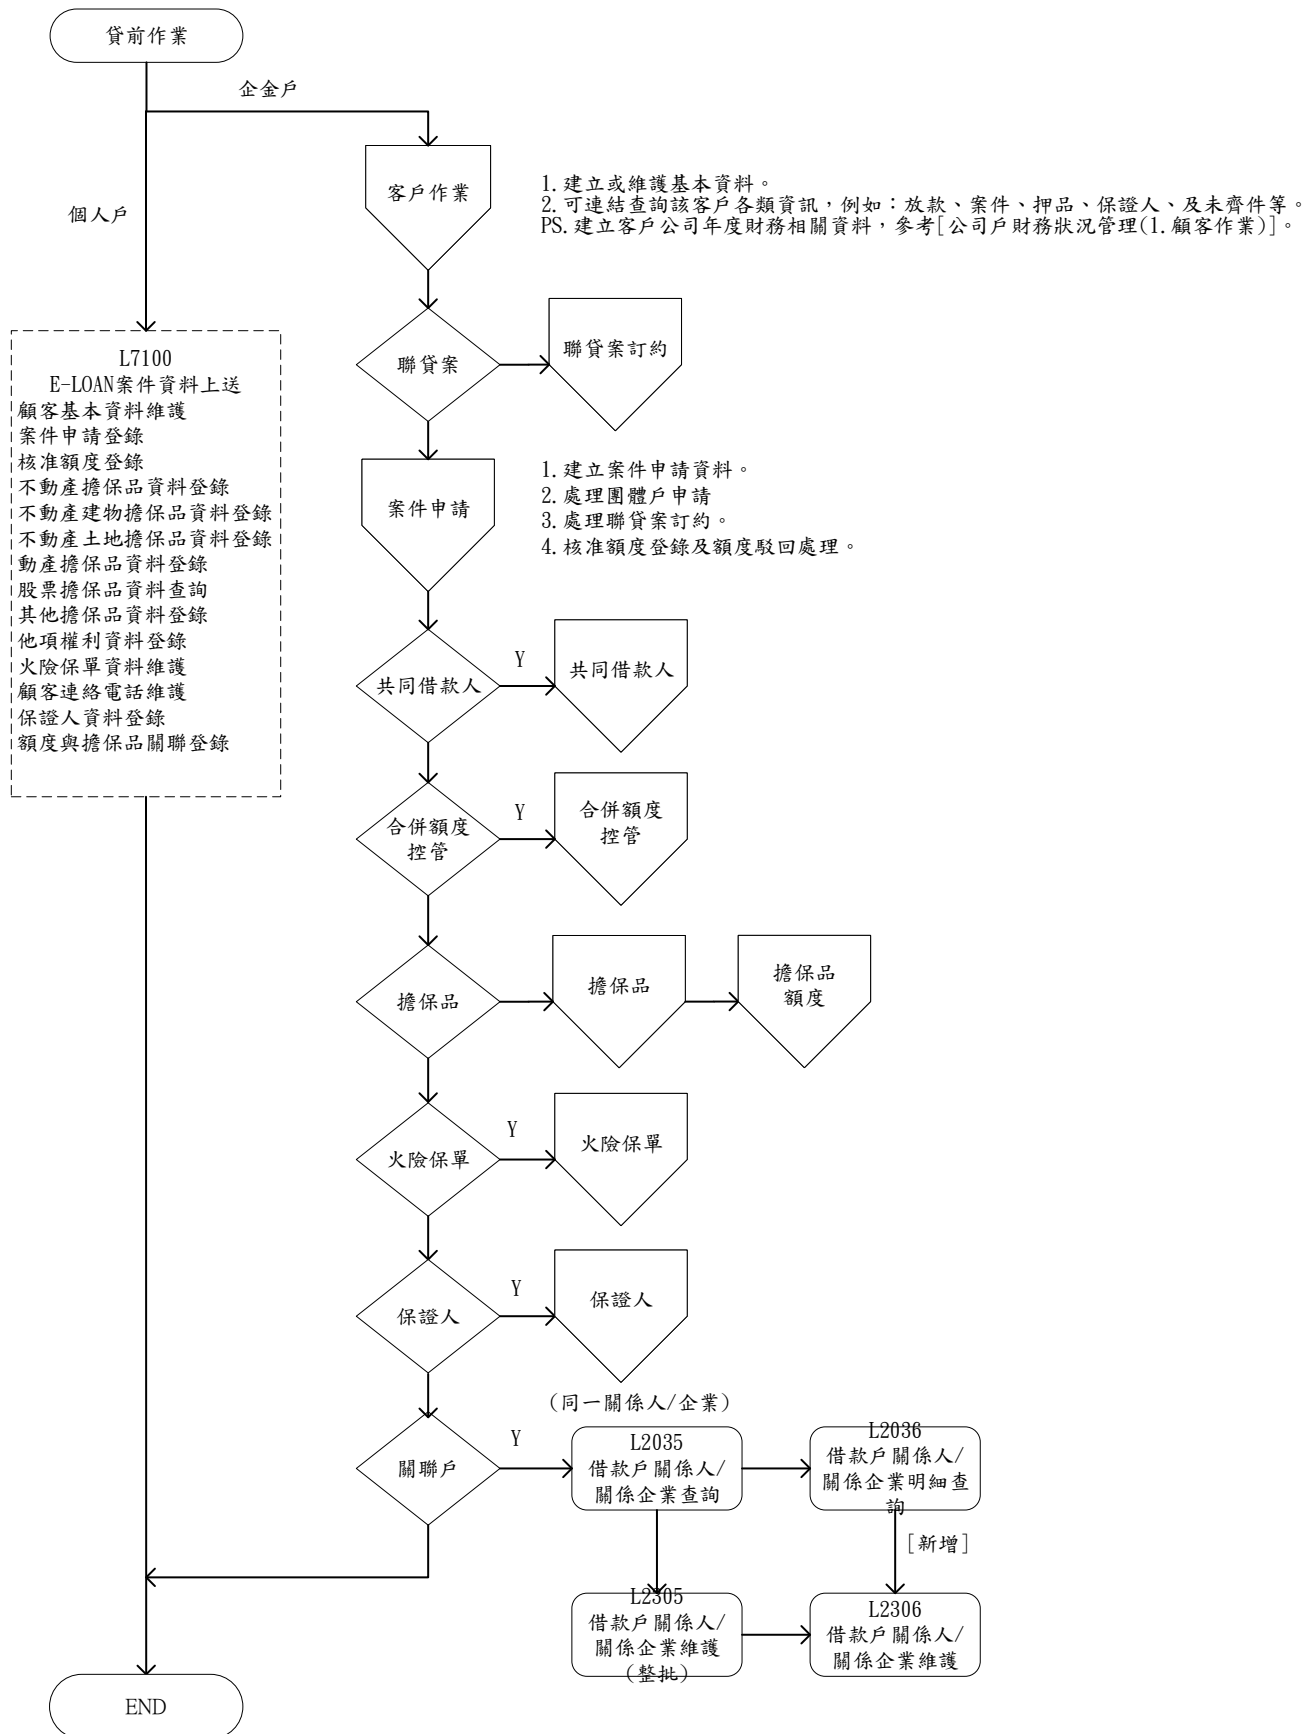 貸前作業
企金戶
個人戶
客戶作業
1.建立或維護基本資料。
2.可連結查詢該客戶各類資訊，例如：放款、案件、押品、保證人、及未齊件等。
PS.建立客戶公司年度財務相關資料，參考[公司戶財務狀況管理(1.顧客作業)]。
L7100
E-LOAN案件資料上送
顧客基本資料維護
案件申請登錄
核准額度登錄
不動產擔保品資料登錄
不動產建物擔保品資料登錄
不動產土地擔保品資料登錄
動產擔保品資料登錄
股票擔保品資料查詢
其他擔保品資料登錄
他項權利資料登錄
火險保單資料維護
顧客連絡電話維護
保證人資料登錄
額度與擔保品關聯登錄
聯貸案
聯貸案訂約
案件申請
1.建立案件申請資料。
2.處理團體戶申請
3.處理聯貸案訂約。
4.核准額度登錄及額度駁回處理。
共同借款人
Y
共同借款人
合併額度
控管
Y
合併額度
控管
擔保品
擔保品
擔保品
額度
火險保單
Y
火險保單
保證人
Y
保證人
(同一關係人/企業)
關聯戶
Y
L2035
借款戶關係人/
關係企業查詢
L2036
借款戶關係人/
關係企業明細查
詢
[新增]
L2305
借款戶關係人/
關係企業維護
(整批)
L2306
借款戶關係人/
關係企業維護
END